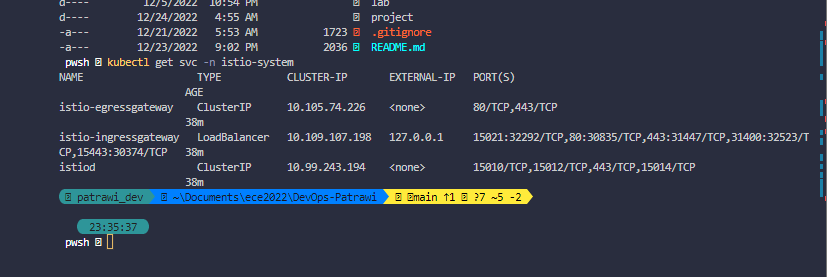 d---- 12/5/2022 10:54 PM lab
d---- 12/24/2022 4:55 AM project
-a--- 12/21/2022 5:53 AM 1723 .gitignore
-a--- 12/23/2022 9:02 PM 2036 README.md
pwsh kubectl get svc -n istio-system
NAME TYPE CLUSTER-IP EXTERNAL-IP PORT(S)
AGE
istio-egressgateway ClusterIP 10.105.74.226 <none> 80/TCP,443/TCP
38m
istio-ingressgateway LoadBalancer 10.109.107.198 127.0.0.1 15021:32292/TCP,80:30835/TCP,443:31447/TCP,31400:32523/T
CP,15443:30374/TCP 38m
istiod ClusterIP 10.99.243.194 <none> 15010/TCP,15012/TCP,443/TCP,15014/TCP
38m
patrawi_dev ~\Documents\ece2022\DevOps-Patrawi main ↑1 ?7 ~5 -2
23:35:37
pwsh